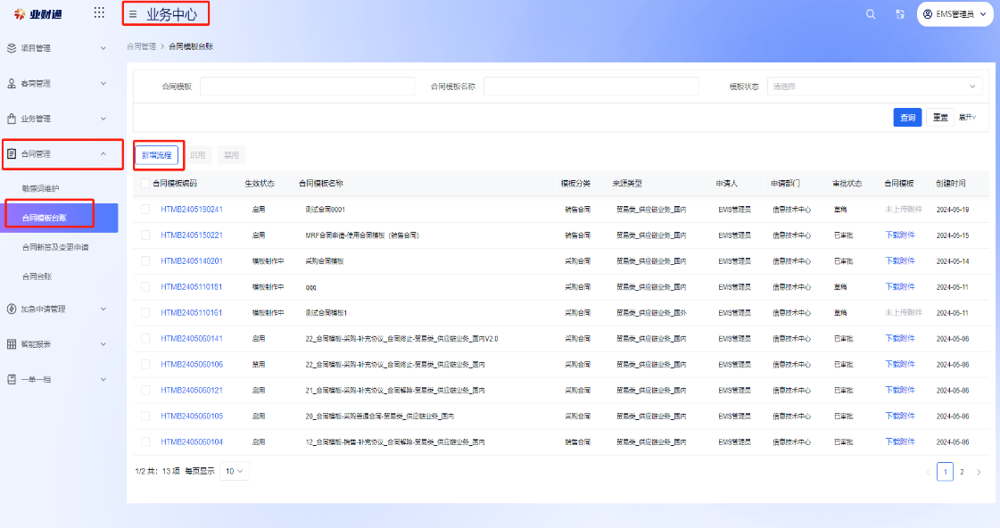 业财通
业务中心
EMS管理员
项目管理
客商管理
业务管理
合同管理
敏感词维护
合同模板台账
合同新签及变更申请
合同台账
加急申请管理
智能报表
一单一档
合同管理 > 合同模板台账
合同模板 合同模板名称 模板状态 请选择
查询 重置 展开
新增流程 启用 禁用
合同模板编码 生效状态 合同模板名称 模板分类 来源类型 申请人 申请部门 审批状态 合同模板 创建时间
HTMB2405190241 启用 测试合同0001 销售合同 贸易类_供应链业务_国内 EMS管理员 信息技术中心 草稿 未上传附件 2024-05-19
HTMB2405150221 启用 MRF合同申请-使用合同模板（销售合同） 销售合同 贸易类_供应链业务_国内 EMS管理员 信息技术中心 已审批 下载附件 2024-05-15
HTMB2405140201 模板制作中 采购合同模板 采购合同 贸易类_供应链业务_国内 EMS管理员 信息技术中心 已审批 下载附件 2024-05-14
HTMB2405110181 模板制作中 qqq 采购合同 贸易类_供应链业务_国内 EMS管理员 信息技术中心 草稿 下载附件 2024-05-11
HTMB2405110161 模板制作中 测试合同模板1 采购合同 贸易类_供应链业务_国外 EMS管理员 信息技术中心 草稿 未上传附件 2024-05-11
HTMB2405060141 启用 22_合同模板-采购-补充协议_合同终止-贸易类_供应链业务_国内V2.0 采购合同 贸易类_供应链业务_国内 EMS管理员 信息技术中心 已审批 下载附件 2024-05-06
HTMB2405060106 禁用 22_合同模板-采购-补充协议_合同终止-贸易类_供应链业务_国内 采购合同 贸易类_供应链业务_国内 EMS管理员 信息技术中心 已审批 下载附件 2024-05-06
HTMB2405060121 启用 21_合同模板-采购-补充协议_合同解除-贸易类_供应链业务_国内 采购合同 贸易类_供应链业务_国内 EMS管理员 信息技术中心 已审批 下载附件 2024-05-06
HTMB2405060105 启用 20_合同模板-采购普通合同-贸易类_供应链业务_国内 采购合同 贸易类_供应链业务_国内 EMS管理员 信息技术中心 已审批 下载附件 2024-05-06
HTMB2405060104 启用 12_合同模板-销售-补充协议_合同解除-贸易类_供应链业务_国内 销售合同 贸易类_供应链业务_国内 EMS管理员 信息技术中心 已审批 下载附件 2024-05-06
1/2 共：13 项 每页显示 10
1 2